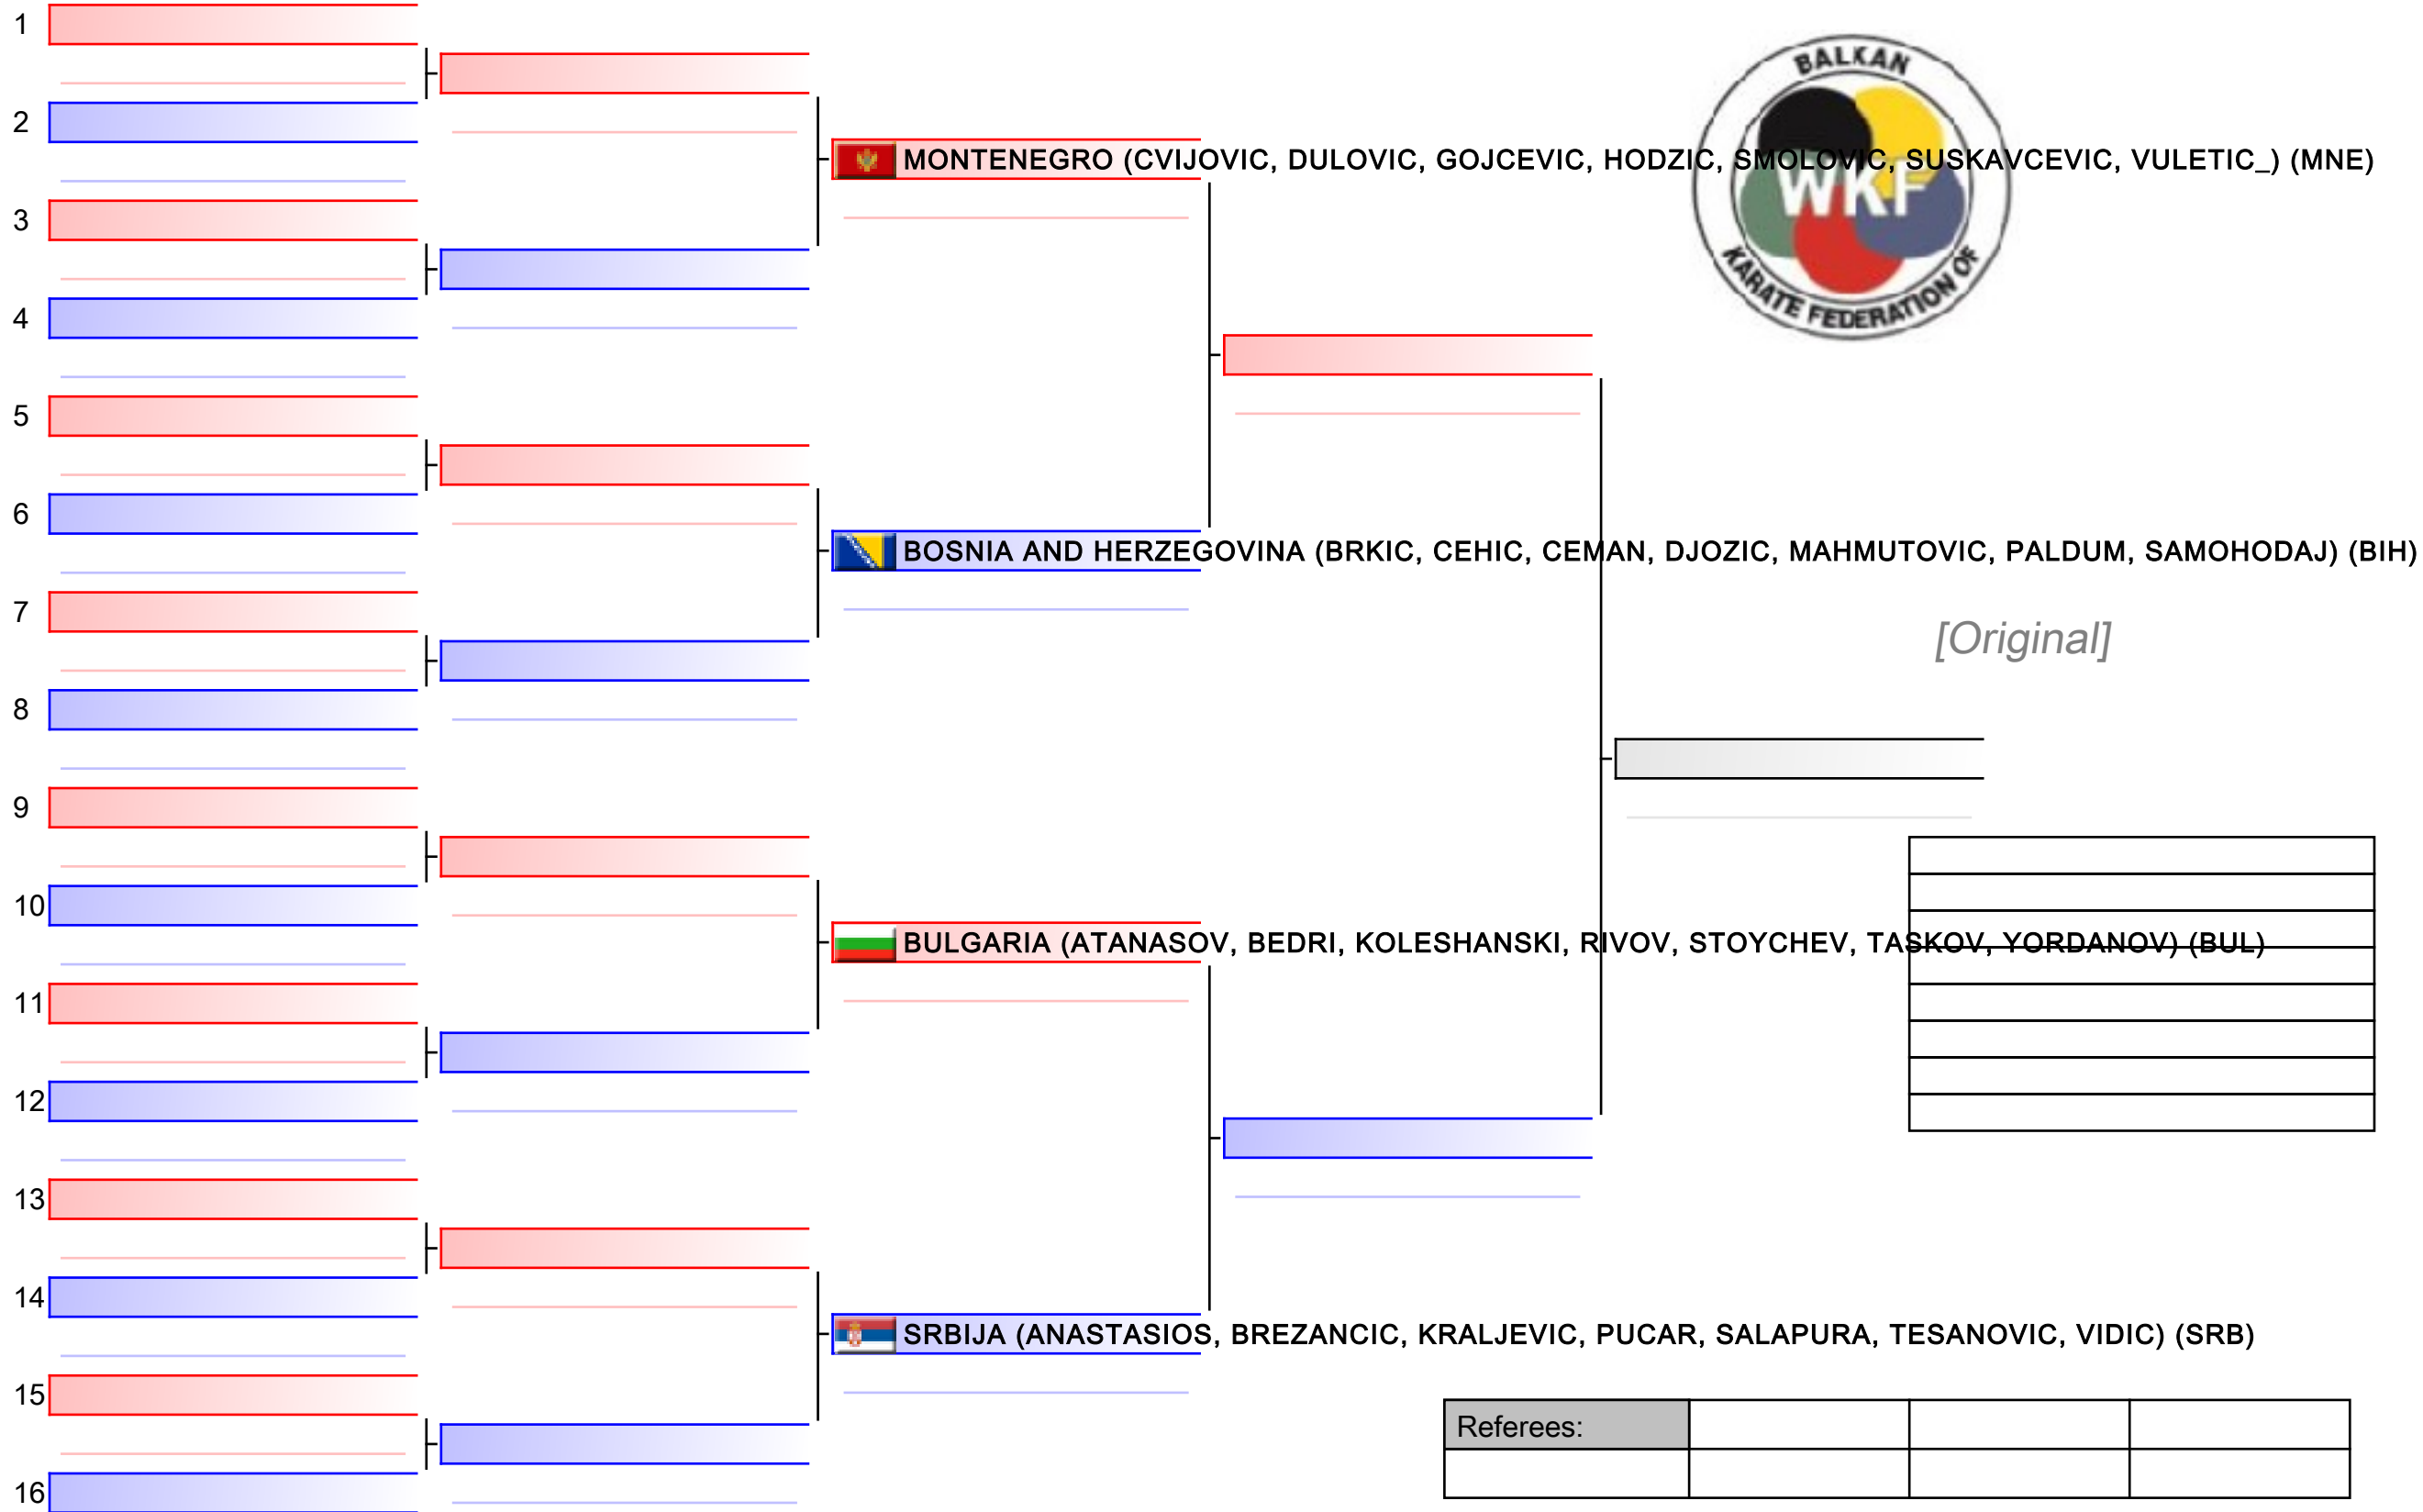 1
2
3
4
5
6
7
8
9
10
11
12
13
14
15
16
BALKAN
WKF
KARATE FEDERATION OF
MONTENEGRO (CVIJOVIC, DULOVIC, GOJCEVIC, HODZIC, SMOLOVIC, SUSKAVCEVIC, VULETIC_) (MNE)
BOSNIA AND HERZEGOVINA (BRKIC, CEHIC, CEMAN, DJOZIC, MAHMUTOVIC, PALDUM, SAMOHODAJ) (BIH)
[Original]
BULGARIA (ATANASOV, BEDRI, KOLESHANSKI, RIVOV, STOYCHEV, TASKOV, YORDANOV) (BUL)
SRBIJA (ANASTASIOS, BREZANCIC, KRALJEVIC, PUCAR, SALAPURA, TESANOVIC, VIDIC) (SRB)
Referees: